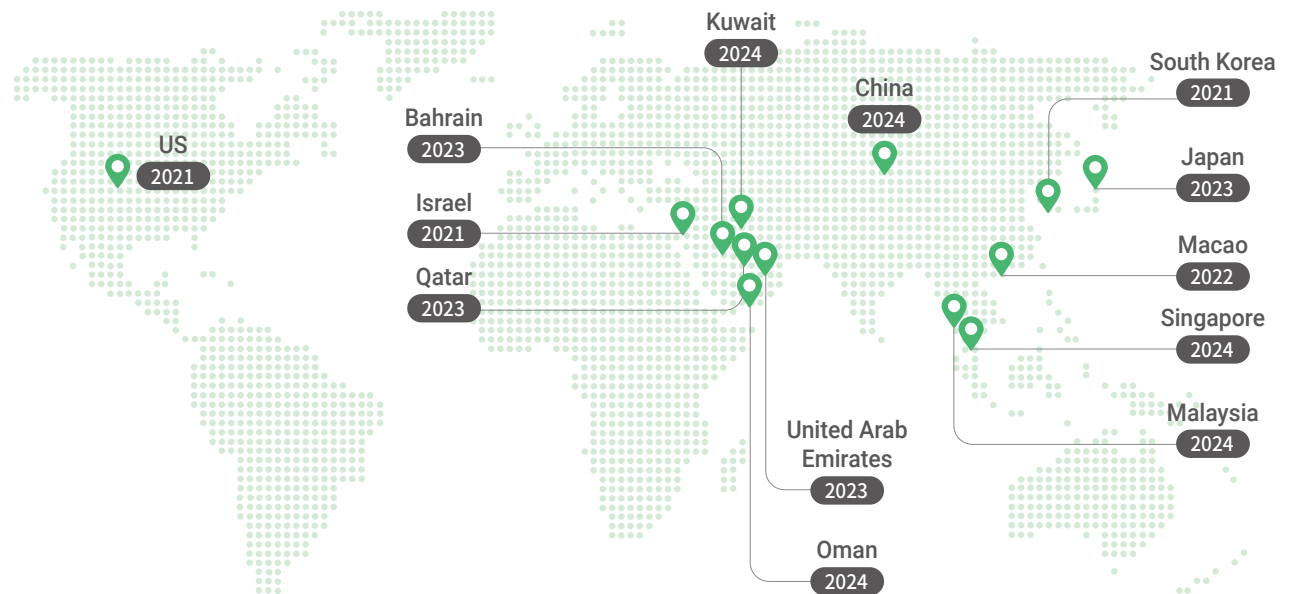 Kuwait
2024
South Korea
2021
China
2024
Bahrain
2023
US
2021
Japan
2023
Israel
2021
Macao
2022
Qatar
2023
Singapore
2024
Malaysia
2024
United Arab
Emirates
2023
Oman
2024